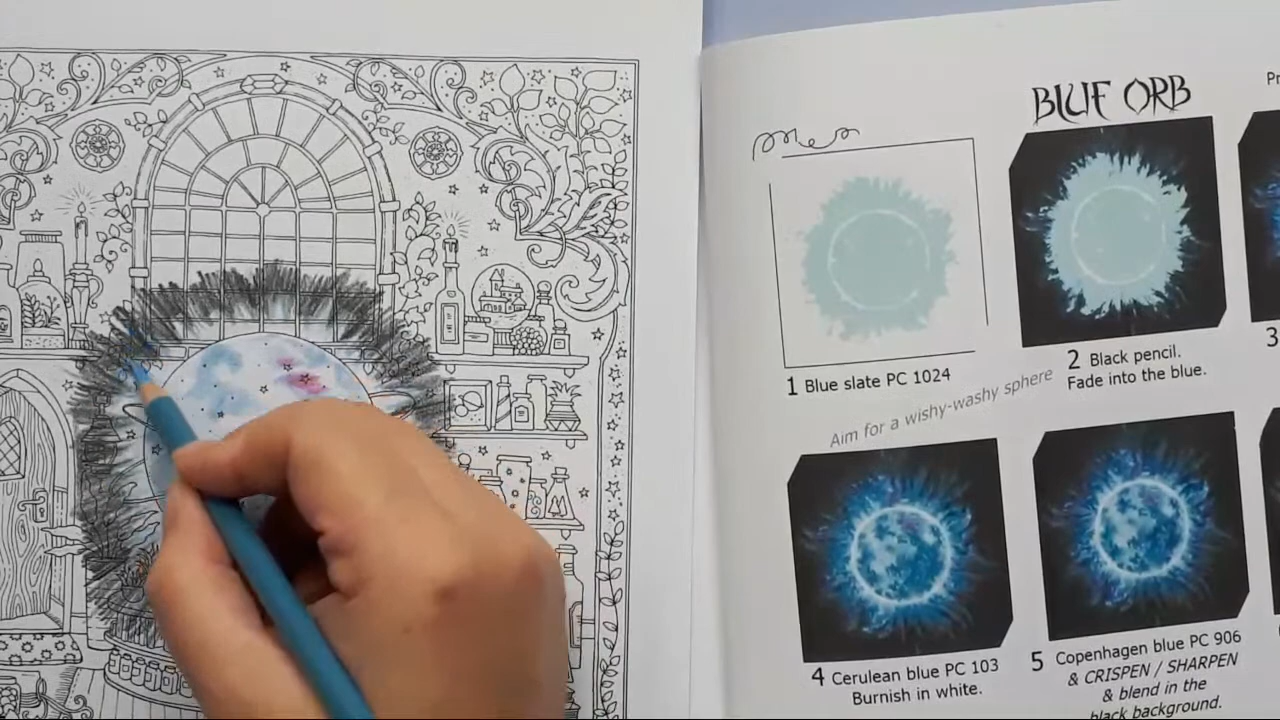 BLUE ORB
Pr
1 Blue slate PC 1024
2 Black pencil.
Fade into the blue.
3
Aim for a wishy-washy sphere
4 Cerulean blue PC 103
Burnish in white.
5 Copenhagen blue PC 906
& CRISPEN / SHARPEN
& blend in the
black background.